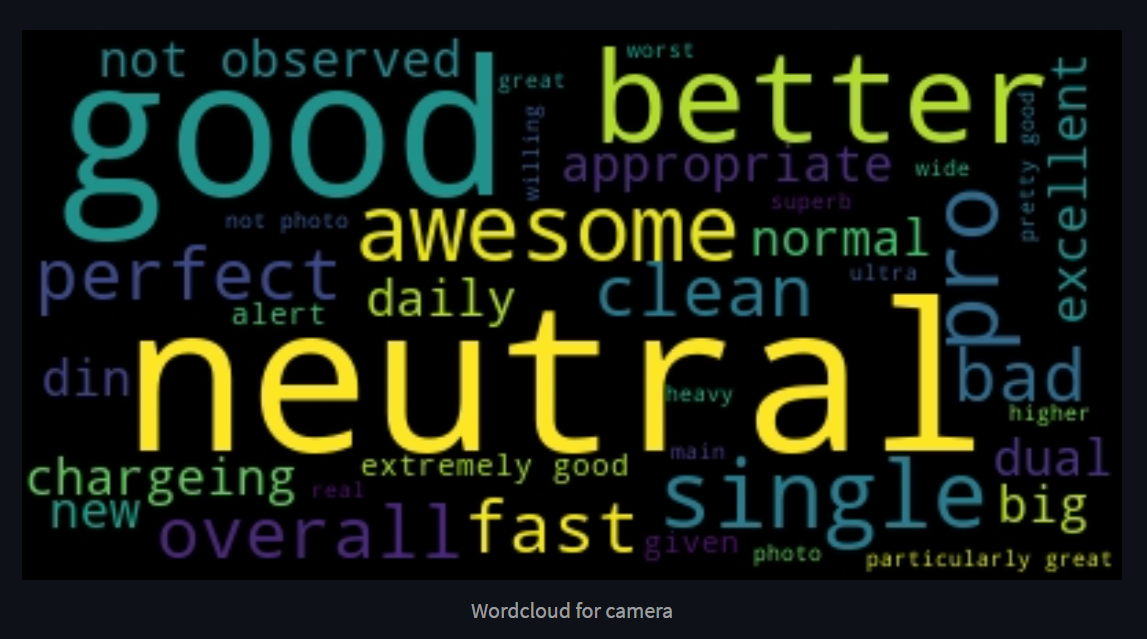 not observed
worst
good
great
better
willing
appropriate
wide
pretty good
excellent
superb
not photo
awesome
normal
pro
perfect
ultra
clean
daily
alert
neutral
din
bad
heavy
higher
main
dual
chargeing
extremely good
single
real
big
new
overall
fast
given
photo
particularly great
Wordcloud for camera